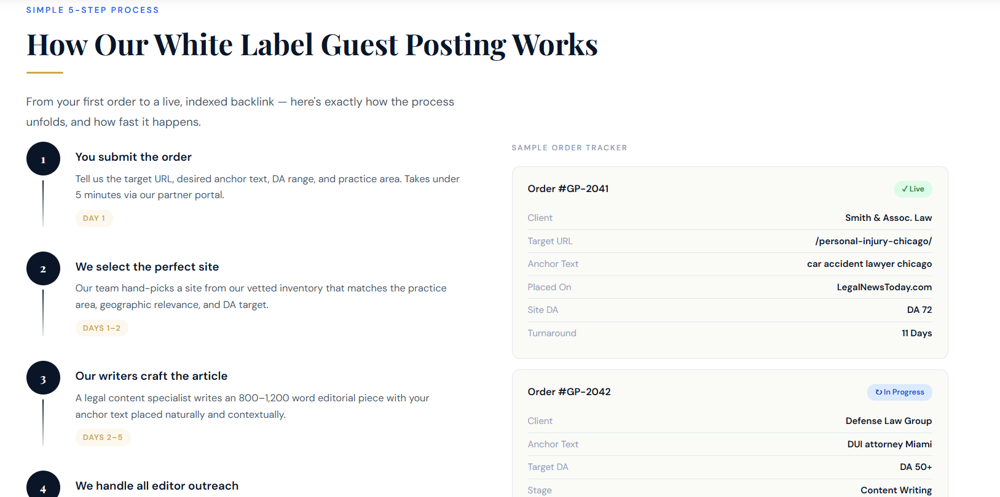 SIMPLE 5-STEP PROCESS
How Our White Label Guest Posting Works
From your first order to a live, indexed backlink — here's exactly how the process
unfolds, and how fast it happens.
1
You submit the order
Tell us the target URL, desired anchor text, DA range, and practice area. Takes under
5 minutes via our partner portal.
DAY 1
2
We select the perfect site
Our team hand-picks a site from our vetted inventory that matches the practice
area, geographic relevance, and DA target.
DAYS 1–2
3
Our writers craft the article
A legal content specialist writes an 800–1,200 word editorial piece with your
anchor text placed naturally and contextually.
DAYS 2–5
4
We handle all editor outreach
SAMPLE ORDER TRACKER
Order #GP-2041
✓ Live
Client Smith & Assoc. Law
Target URL /personal-injury-chicago/
Anchor Text car accident lawyer chicago
Placed On LegalNewsToday.com
Site DA DA 72
Turnaround 11 Days
Order #GP-2042
↻ In Progress
Client Defense Law Group
Anchor Text DUI attorney Miami
Target DA DA 50+
Stage Content Writing